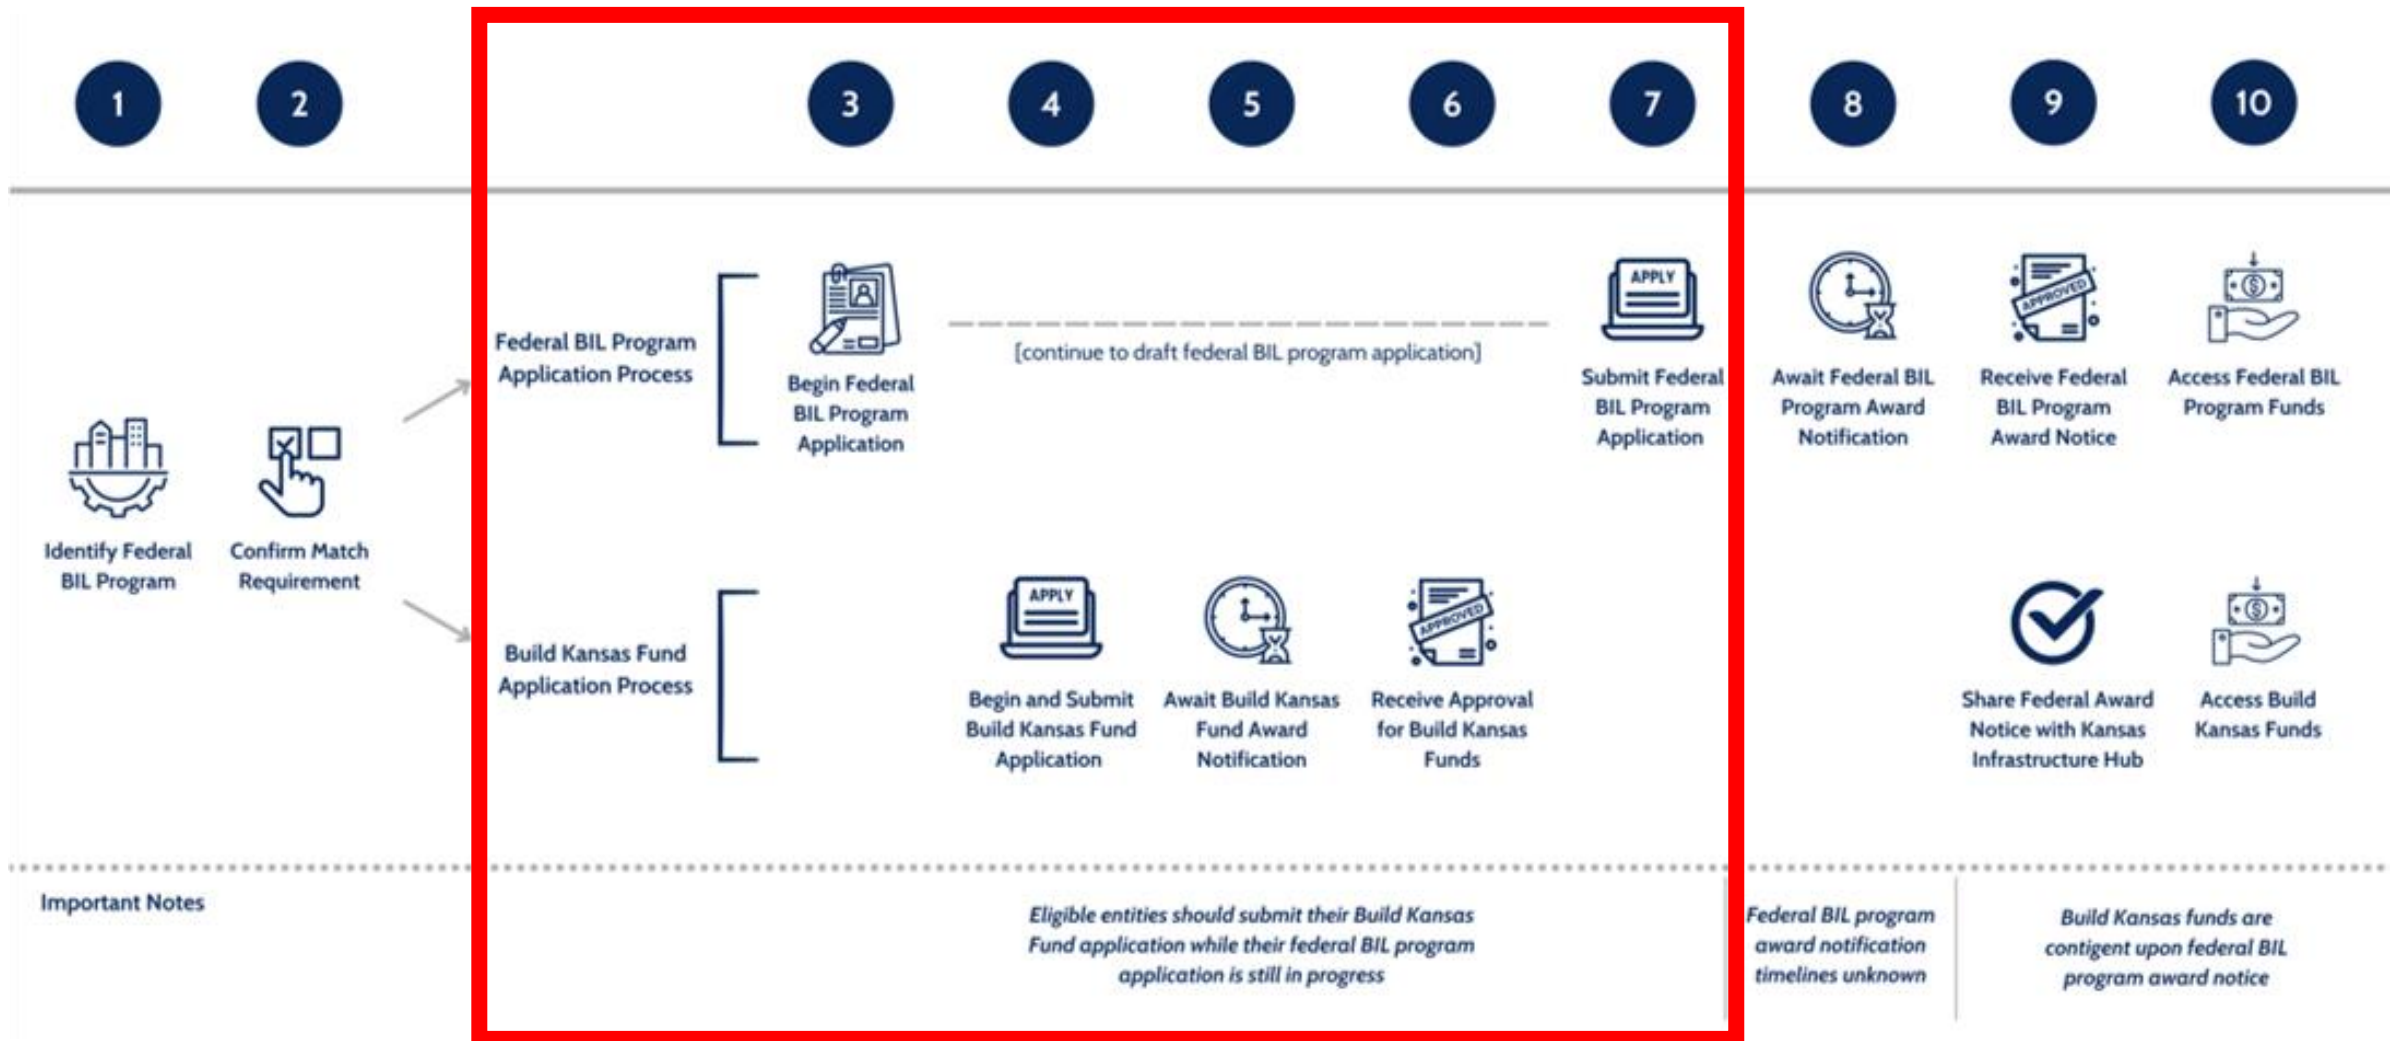 1
2
3
4
5
6
7
8
9
10
Identify Federal
BIL Program
Confirm Match
Requirement
Federal BIL Program
Application Process
Begin Federal
BIL Program
Application
[continue to draft federal BIL program application]
APPLY
Submit Federal
BIL Program
Application
Await Federal BIL
Program Award
Notification
APPROVED
Receive Federal
BIL Program
Award Notice
$
Access Federal BIL
Program Funds
Build Kansas Fund
Application Process
APPLY
Begin and Submit
Build Kansas Fund
Application
Await Build Kansas
Fund Award
Notification
APPROVED
Receive Approval
for Build Kansas
Funds
Share Federal Award
Notice with Kansas
Infrastructure Hub
$
Access Build
Kansas Funds
Important Notes
Eligible entities should submit their Build Kansas
Fund application while their federal BIL program
application is still in progress
Federal BIL program
award notification
timelines unknown
Build Kansas funds are
contigent upon federal BIL
program award notice